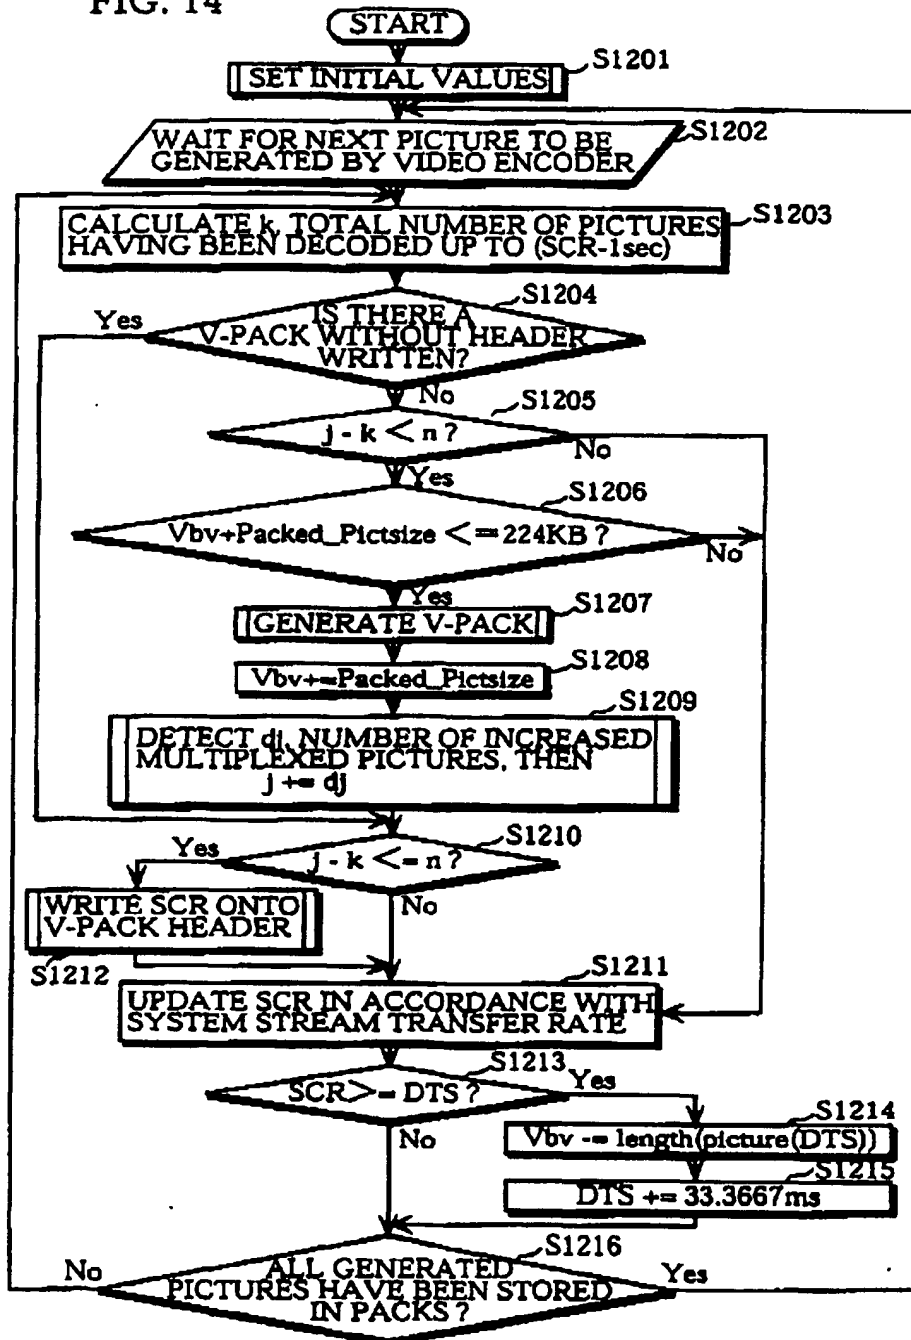 FIG. 14
START
SET INITIAL VALUES
S1201
WAIT FOR NEXT PICTURE TO BE
GENERATED BY VIDEO ENCODER
S1202
CALCULATE k, TOTAL NUMBER OF PICTURES
HAVING BEEN DECODED UP TO (SCR-1sec)
S1203
IS THERE A
V-PACK WITHOUT HEADER
WRITTEN?
S1204
Yes
No
j - k < n ?
S1205
No
Yes
Vbv+Packed_Pictsize <=224KB ?
S1206
No
Yes
GENERATE V-PACK
S1207
Vbv+=Packed_Pictsize
S1208
DETECT dj, NUMBER OF INCREASED
MULTIPLEXED PICTURES, THEN
j += dj
S1209
j - k <= n ?
S1210
Yes
No
WRITE SCR ONTO
V-PACK HEADER
S1212
UPDATE SCR IN ACCORDANCE WITH
SYSTEM STREAM TRANSFER RATE
S1211
SCR>= DTS ?
S1213
Yes
No
Vbv -= length(picture(DTS))
S1214
DTS += 33.3667ms
S1215
ALL GENERATED
PICTURES HAVE BEEN STORED
IN PACKS ?
S1216
No
Yes